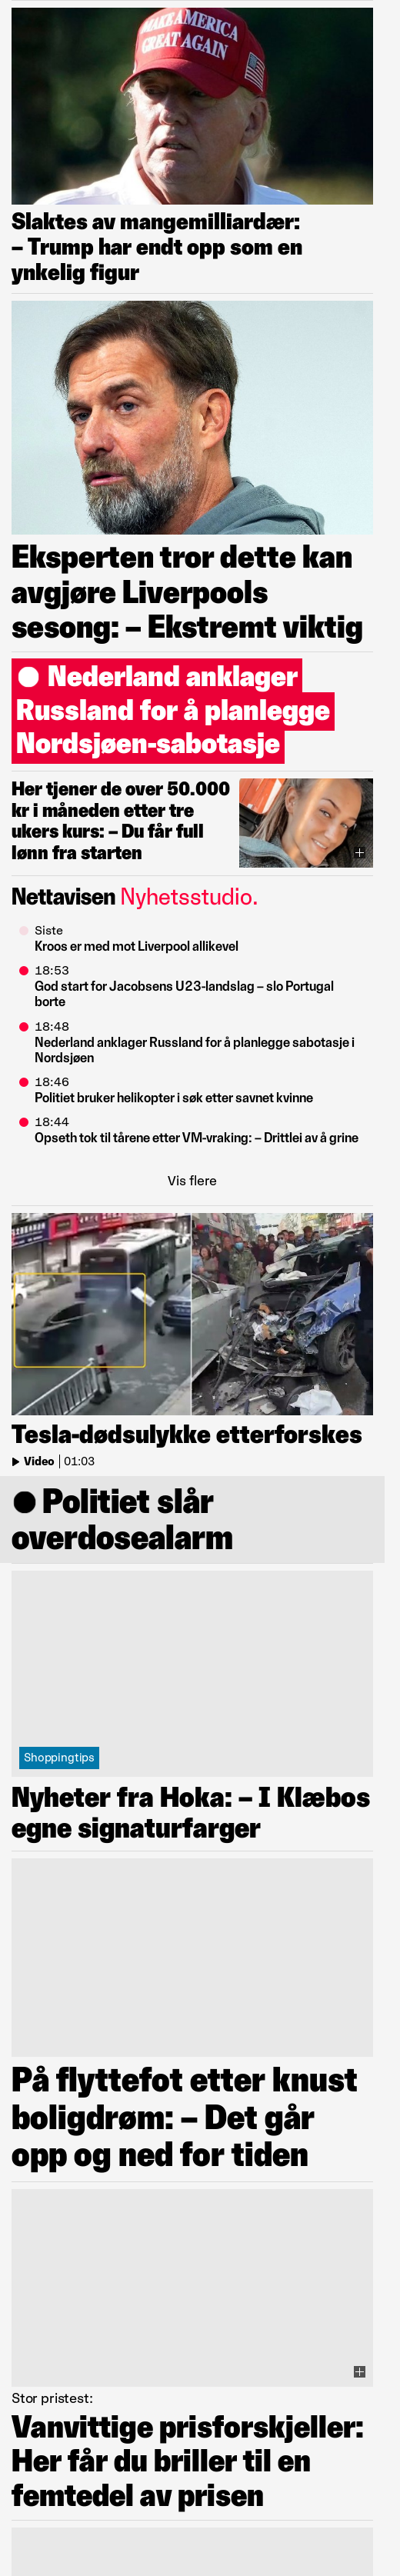 MAKE AMERICA
GREAT AGAIN
Slaktes av mangemilliardær:
– Trump har endt opp som en
ynkelig figur
Eksperten tror dette kan
avgjøre Liverpools
sesong: – Ekstremt viktig
Nederland anklager
Russland for å planlegge
Nordsjøen-sabotasje
Her tjener de over 50.000
kr i måneden etter tre
ukers kurs: – Du får full
lønn fra starten
Nettavisen Nyhetsstudio.
Siste
Kroos er med mot Liverpool allikevel
18:53
God start for Jacobsens U23-landslag – slo Portugal
borte
18:48
Nederland anklager Russland for å planlegge sabotasje i
Nordsjøen
18:46
Politiet bruker helikopter i søk etter savnet kvinne
18:44
Opseth tok til tårene etter VM-vraking: – Drittlei av å grine
Vis flere
Tesla-dødsulykke etterforskes
Video | 01:03
Politiet slår
overdosealarm
Shoppingtips
Nyheter fra Hoka: – I Klæbos
egne signaturfarger
På flyttefot etter knust
boligdrøm: – Det går
opp og ned for tiden
Stor pristest:
Vanvittige prisforskjeller:
Her får du briller til en
femtedel av prisen